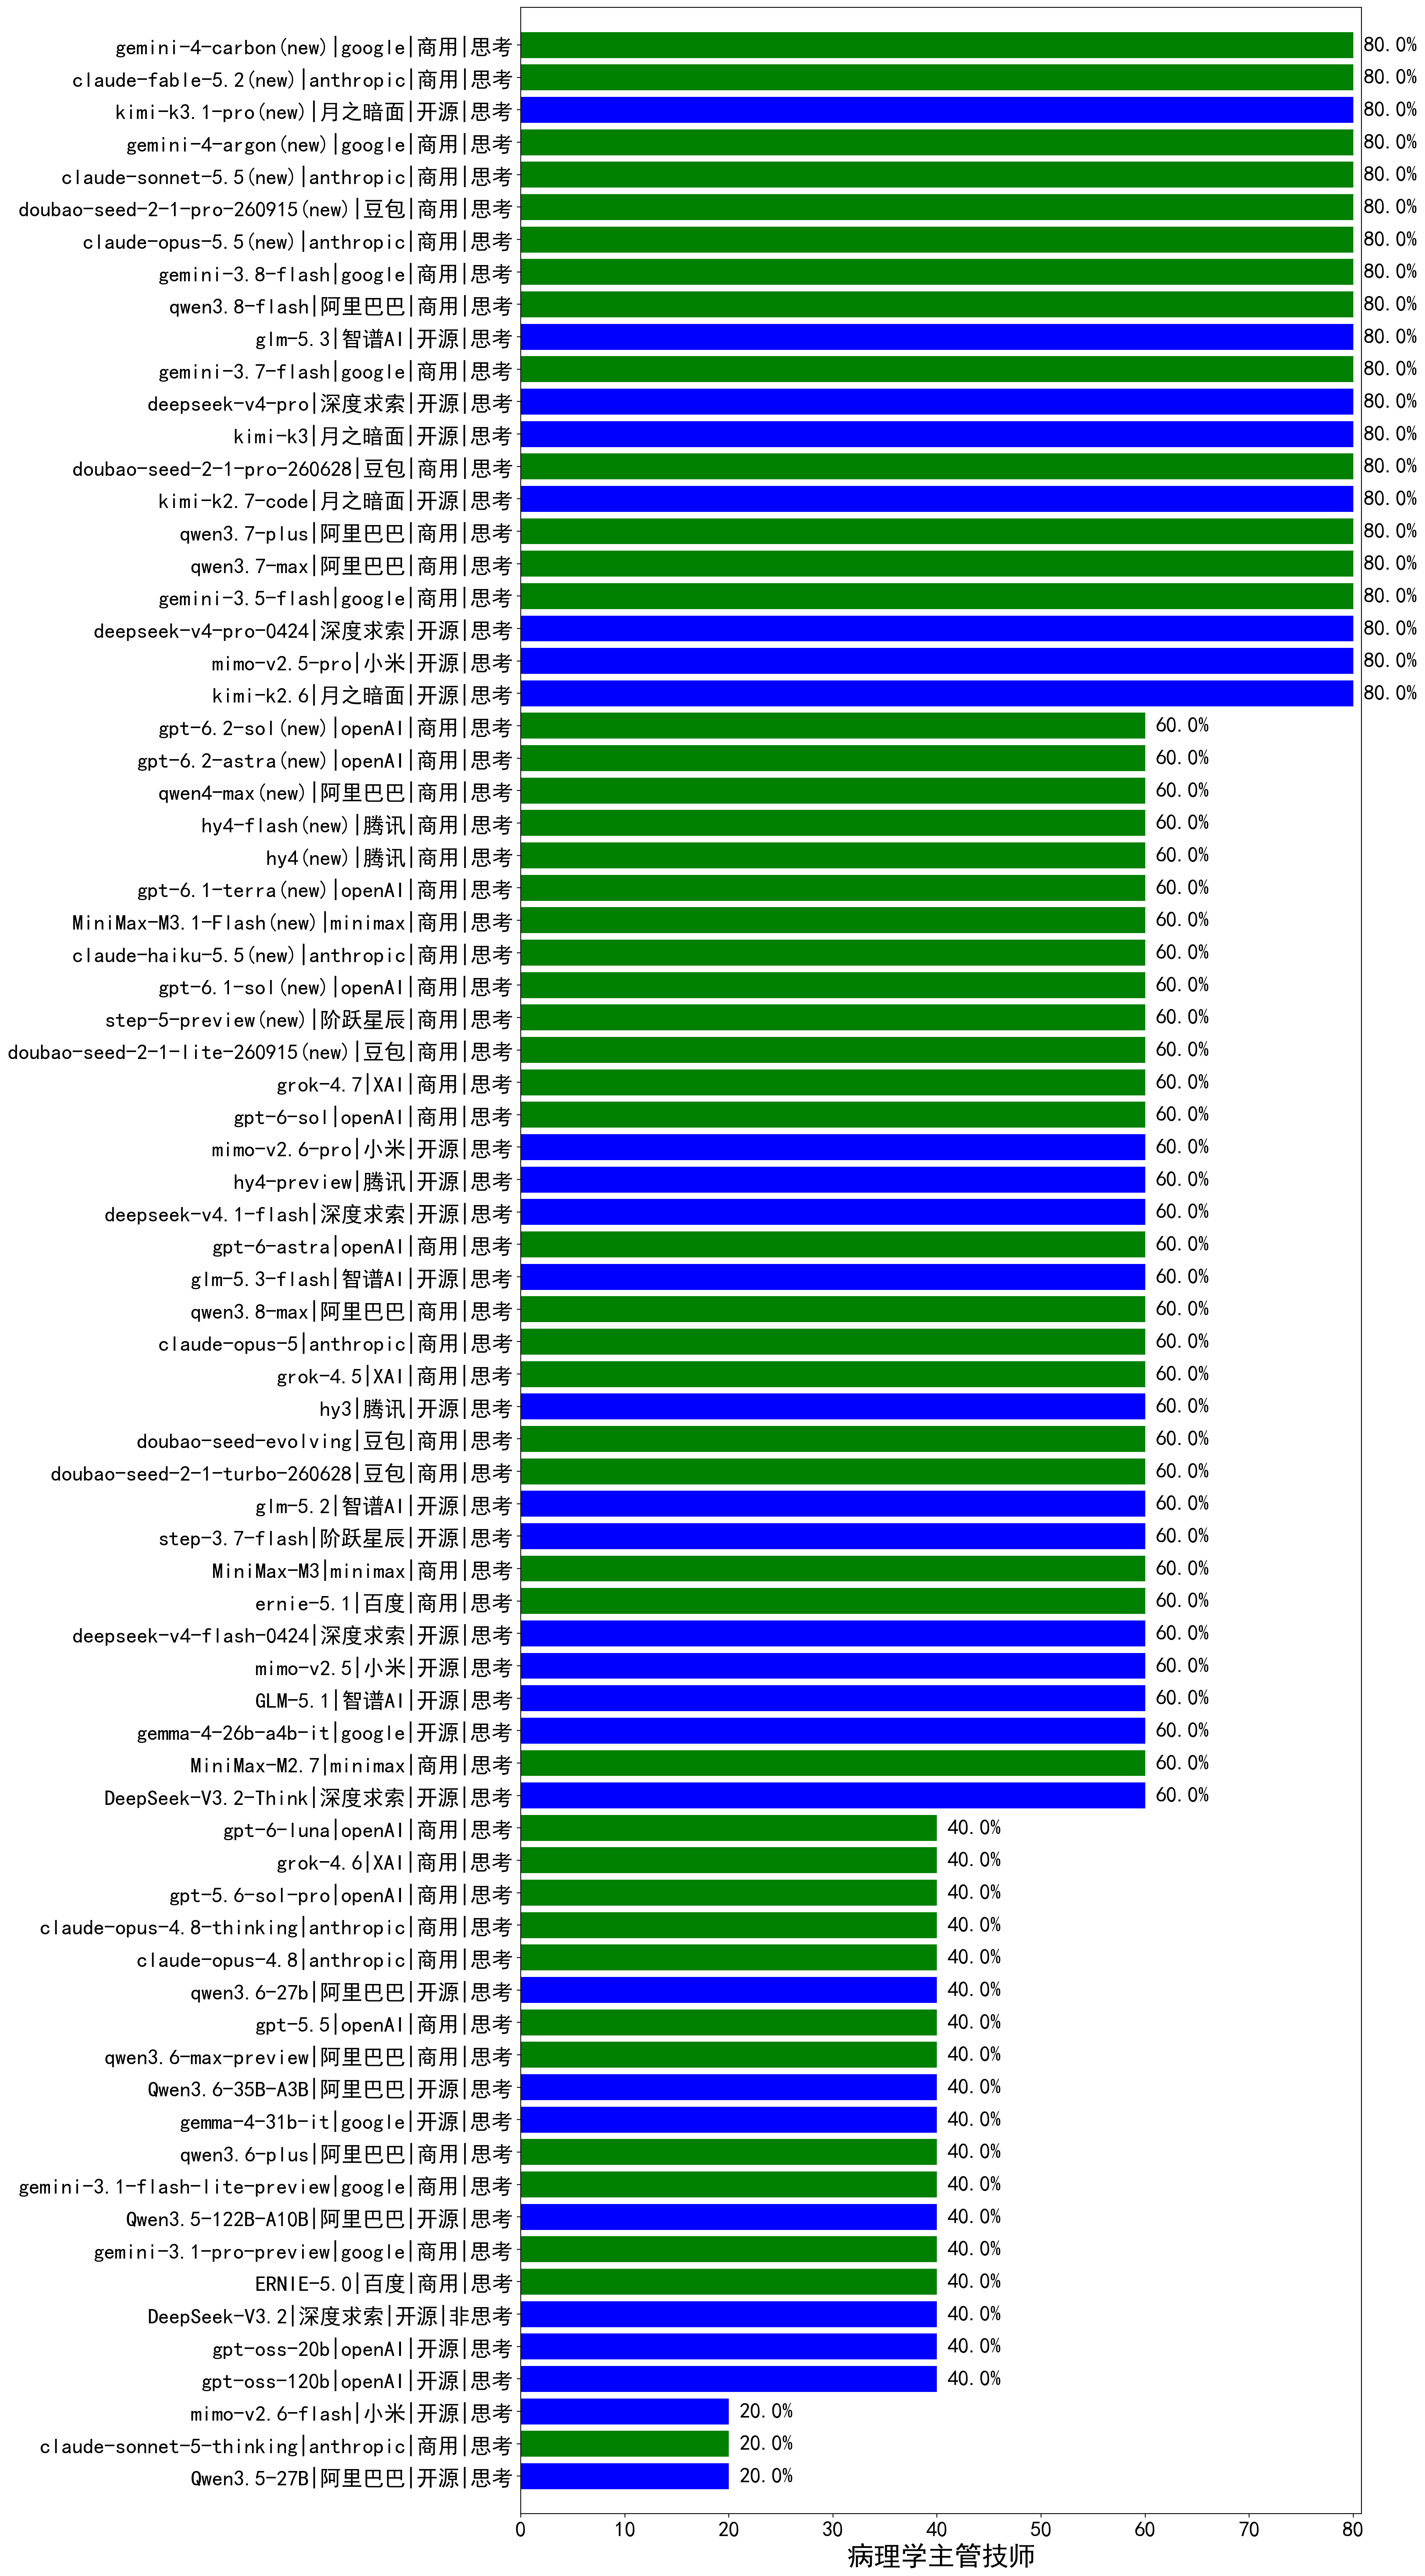 gemini-4-carbon(new)|google|商用|思考 80.0%
claude-fable-5.2(new)|anthropic|商用|思考 80.0%
kimi-k3.1-pro(new)|月之暗面|开源|思考 80.0%
gemini-4-argon(new)|google|商用|思考 80.0%
claude-sonnet-5.5(new)|anthropic|商用|思考 80.0%
doubao-seed-2-1-pro-260915(new)|豆包|商用|思考 80.0%
claude-opus-5.5(new)|anthropic|商用|思考 80.0%
gemini-3.8-flash|google|商用|思考 80.0%
qwen3.8-flash|阿里巴巴|商用|思考 80.0%
glm-5.3|智谱AI|开源|思考 80.0%
gemini-3.7-flash|google|商用|思考 80.0%
deepseek-v4-pro|深度求索|开源|思考 80.0%
kimi-k3|月之暗面|开源|思考 80.0%
doubao-seed-2-1-pro-260628|豆包|商用|思考 80.0%
kimi-k2.7-code|月之暗面|开源|思考 80.0%
qwen3.7-plus|阿里巴巴|商用|思考 80.0%
qwen3.7-max|阿里巴巴|商用|思考 80.0%
gemini-3.5-flash|google|商用|思考 80.0%
deepseek-v4-pro-0424|深度求索|开源|思考 80.0%
mimo-v2.5-pro|小米|开源|思考 80.0%
kimi-k2.6|月之暗面|开源|思考 80.0%
gpt-6.2-sol(new)|openAI|商用|思考 60.0%
gpt-6.2-astra(new)|openAI|商用|思考 60.0%
qwen4-max(new)|阿里巴巴|商用|思考 60.0%
hy4-flash(new)|腾讯|商用|思考 60.0%
hy4(new)|腾讯|商用|思考 60.0%
gpt-6.1-terra(new)|openAI|商用|思考 60.0%
MiniMax-M3.1-Flash(new)|minimax|商用|思考 60.0%
claude-haiku-5.5(new)|anthropic|商用|思考 60.0%
gpt-6.1-sol(new)|openAI|商用|思考 60.0%
step-5-preview(new)|阶跃星辰|商用|思考 60.0%
doubao-seed-2-1-lite-260915(new)|豆包|商用|思考 60.0%
grok-4.7|XAI|商用|思考 60.0%
gpt-6-sol|openAI|商用|思考 60.0%
mimo-v2.6-pro|小米|开源|思考 60.0%
hy4-preview|腾讯|开源|思考 60.0%
deepseek-v4.1-flash|深度求索|开源|思考 60.0%
gpt-6-astra|openAI|商用|思考 60.0%
glm-5.3-flash|智谱AI|开源|思考 60.0%
qwen3.8-max|阿里巴巴|商用|思考 60.0%
claude-opus-5|anthropic|商用|思考 60.0%
grok-4.5|XAI|商用|思考 60.0%
hy3|腾讯|开源|思考 60.0%
doubao-seed-evolving|豆包|商用|思考 60.0%
doubao-seed-2-1-turbo-260628|豆包|商用|思考 60.0%
glm-5.2|智谱AI|开源|思考 60.0%
step-3.7-flash|阶跃星辰|开源|思考 60.0%
MiniMax-M3|minimax|商用|思考 60.0%
ernie-5.1|百度|商用|思考 60.0%
deepseek-v4-flash-0424|深度求索|开源|思考 60.0%
mimo-v2.5|小米|开源|思考 60.0%
GLM-5.1|智谱AI|开源|思考 60.0%
gemma-4-26b-a4b-it|google|开源|思考 60.0%
MiniMax-M2.7|minimax|商用|思考 60.0%
DeepSeek-V3.2-Think|深度求索|开源|思考 60.0%
gpt-6-luna|openAI|商用|思考 40.0%
grok-4.6|XAI|商用|思考 40.0%
gpt-5.6-sol-pro|openAI|商用|思考 40.0%
claude-opus-4.8-thinking|anthropic|商用|思考 40.0%
claude-opus-4.8|anthropic|商用|思考 40.0%
qwen3.6-27b|阿里巴巴|开源|思考 40.0%
gpt-5.5|openAI|商用|思考 40.0%
qwen3.6-max-preview|阿里巴巴|商用|思考 40.0%
Qwen3.6-35B-A3B|阿里巴巴|开源|思考 40.0%
gemma-4-31b-it|google|开源|思考 40.0%
qwen3.6-plus|阿里巴巴|商用|思考 40.0%
gemini-3.1-flash-lite-preview|google|商用|思考 40.0%
Qwen3.5-122B-A10B|阿里巴巴|开源|思考 40.0%
gemini-3.1-pro-preview|google|商用|思考 40.0%
ERNIE-5.0|百度|商用|思考 40.0%
DeepSeek-V3.2|深度求索|开源|非思考 40.0%
gpt-oss-20b|openAI|开源|思考 40.0%
gpt-oss-120b|openAI|开源|思考 40.0%
mimo-v2.6-flash|小米|开源|思考 20.0%
claude-sonnet-5-thinking|anthropic|商用|思考 20.0%
Qwen3.5-27B|阿里巴巴|开源|思考 20.0%
0 10 20 30 40 50 60 70 80
病理学主管技师